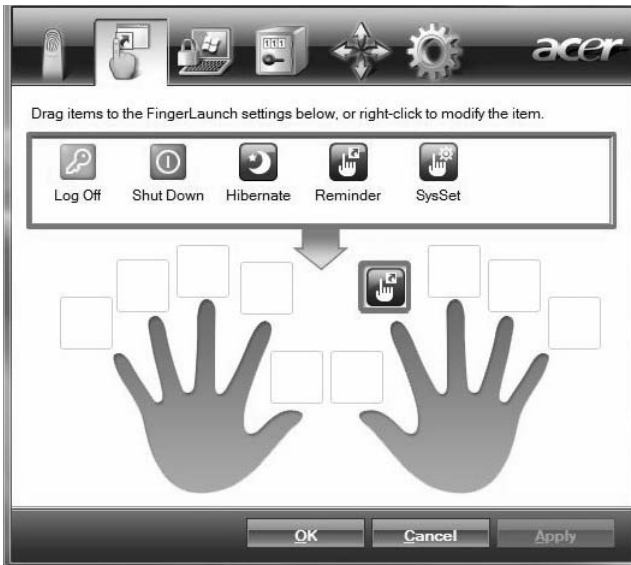 acer
Drag items to the FingerLaunch settings below, or right-click to modify the item.
Log Off Shut Down Hibernate Reminder SysSet
OK Cancel Apply